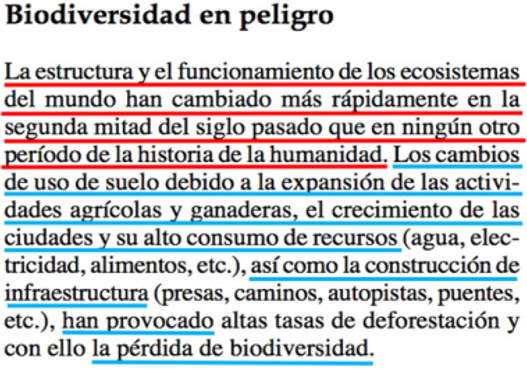 Biodiversidad en peligro
La estructura y el funcionamiento de los ecosistemas
del mundo han cambiado más rápidamente en la
segunda mitad del siglo pasado que en ningún otro
período de la historia de la humanidad. Los cambios
de uso de suelo debido a la expansión de las activi-
dades agrícolas y ganaderas, el crecimiento de las
ciudades y su alto consumo de recursos (agua, elec-
tricidad, alimentos, etc.), así como la construcción de
infraestructura (presas, caminos, autopistas, puentes,
etc.), han provocado altas tasas de deforestación y
con ello la pérdida de biodiversidad.